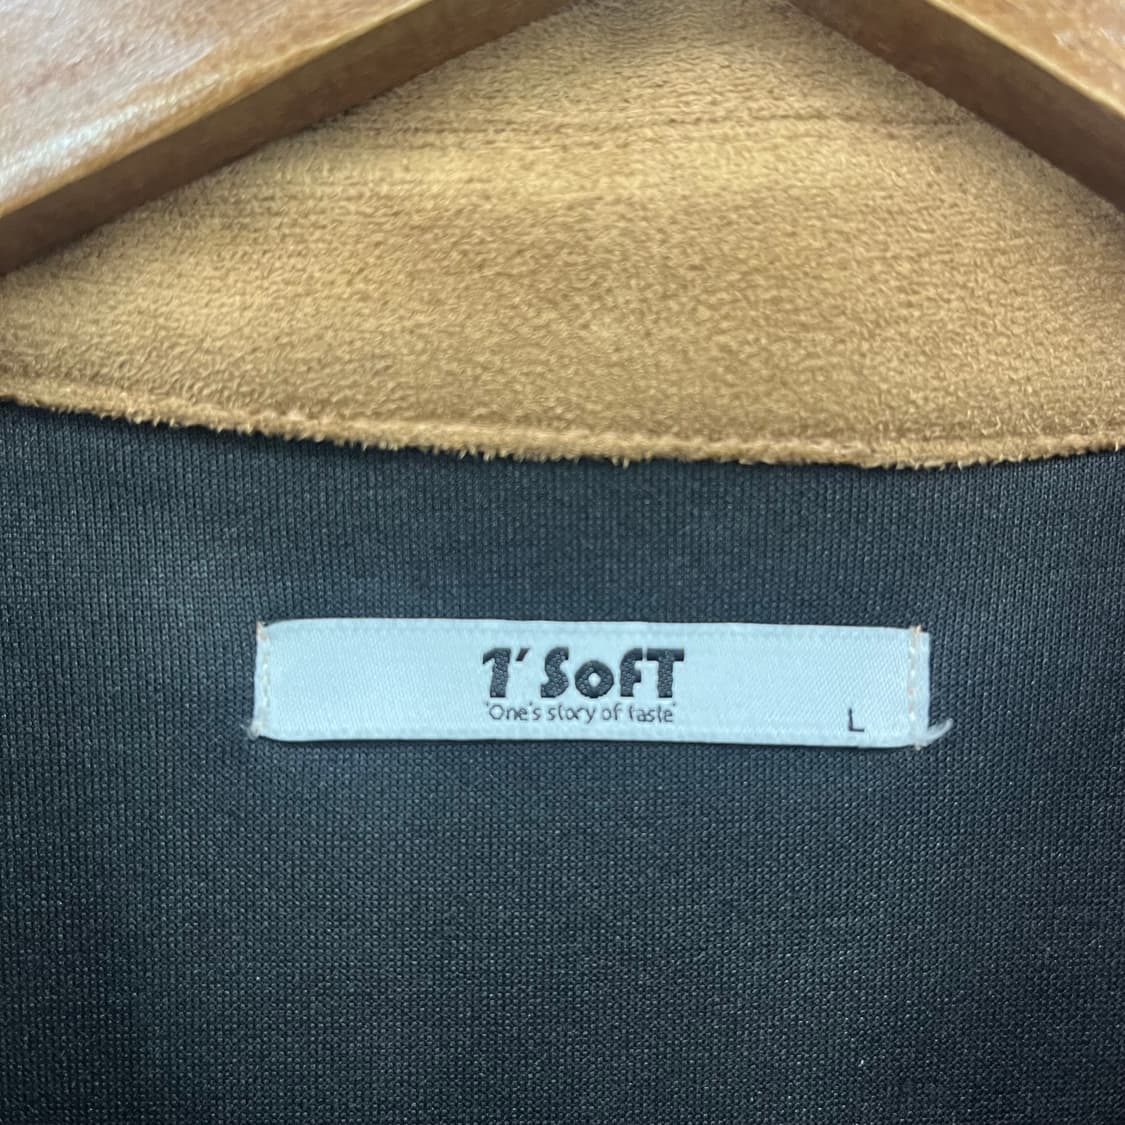 1' SoFT
'One's story of taste'
L